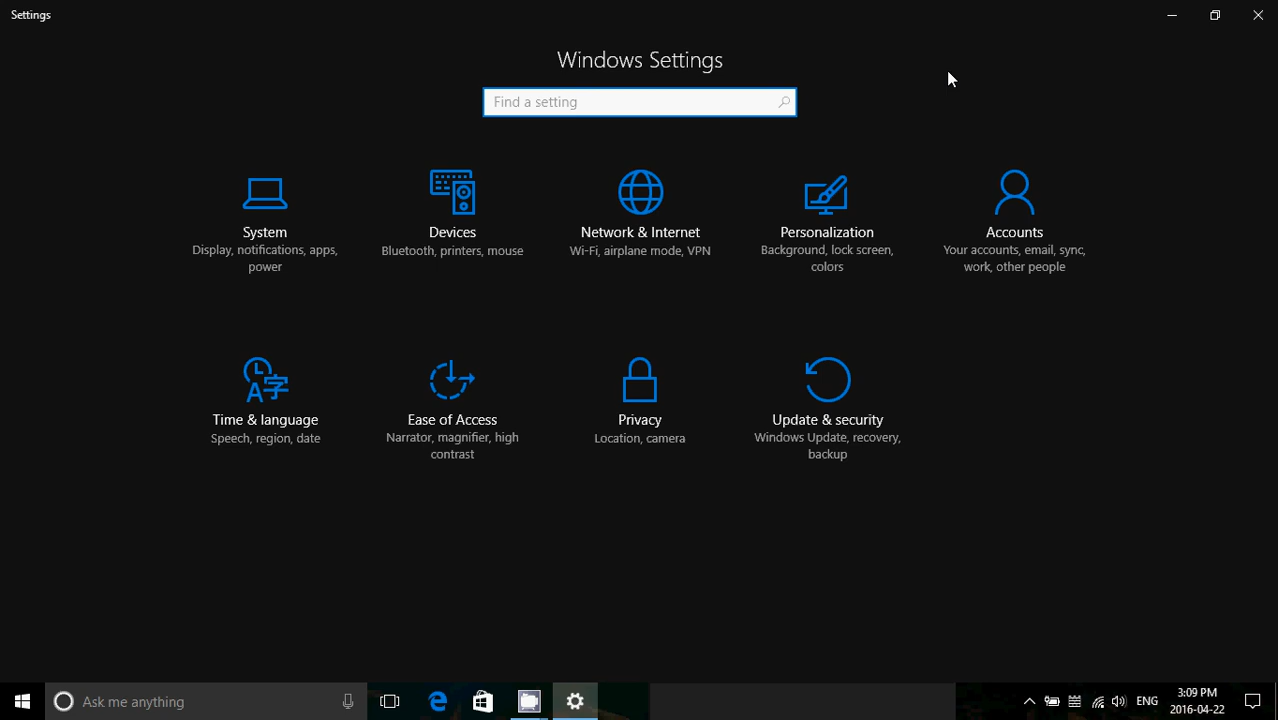 Settings
Windows Settings
Find a setting
System
Display, notifications, apps,
power
Devices
Bluetooth, printers, mouse
Network & Internet
Wi-Fi, airplane mode, VPN
Personalization
Background, lock screen,
colors
Accounts
Your accounts, email, sync,
work, other people
A字
Time & language
Speech, region, date
Ease of Access
Narrator, magnifier, high
contrast
Privacy
Location, camera
Update & security
Windows Update, recovery,
backup
Ask me anything
ENG
3:09 PM
2016-04-22